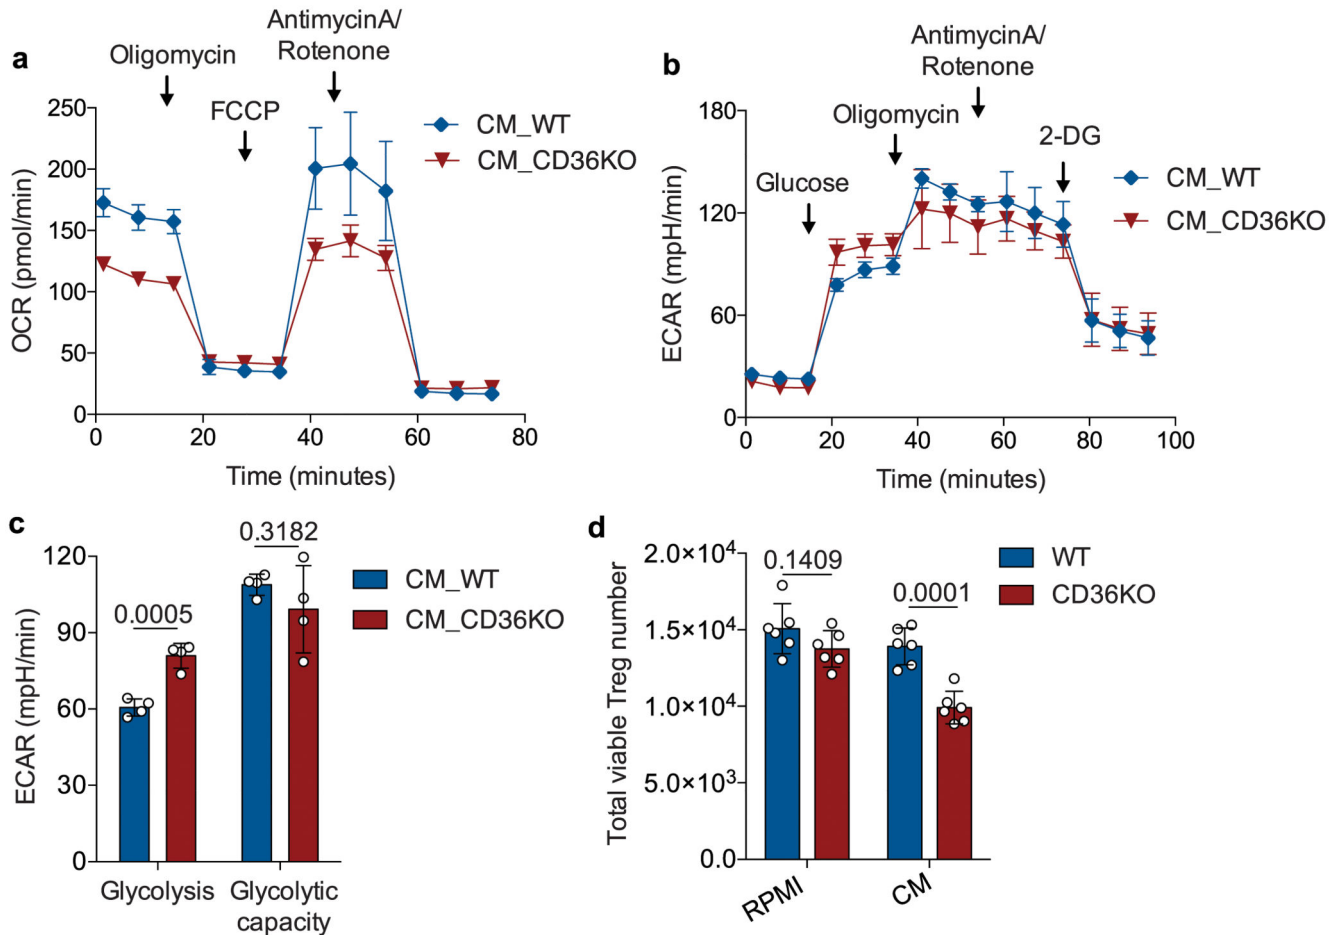 a
Oligomycin
AntimycinA/
Rotenone
FCCP
250
200
150
100
50
0
OCR (pmol/min)
0 20 40 60 80
Time (minutes)
CM_WT
CM_CD36KO
b
AntimycinA/
Rotenone
Oligomycin
2-DG
Glucose
180
120
60
0
ECAR (mpH/min)
0 20 40 60 80 100
Time (minutes)
CM_WT
CM_CD36KO
c
0.3182
0.0005
120
90
60
30
0
ECAR (mpH/min)
Glycolysis
Glycolytic
capacity
CM_WT
CM_CD36KO
d
2.0×10⁴
1.5×10⁴
1.0×10⁴
5.0×10³
0.0
Total viable Treg number
0.1409
0.0001
RPMI
CM
WT
CD36KO